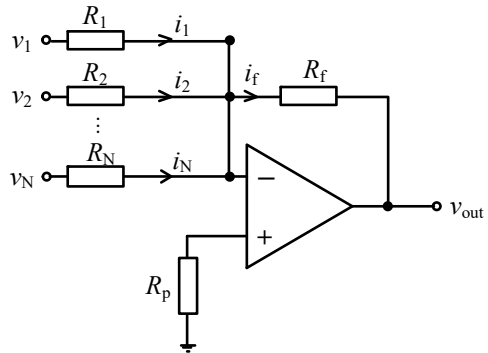 R1 i1
v1
R2 i2 if Rf
v2
...
RN iN
vN
−
vout
+
Rp